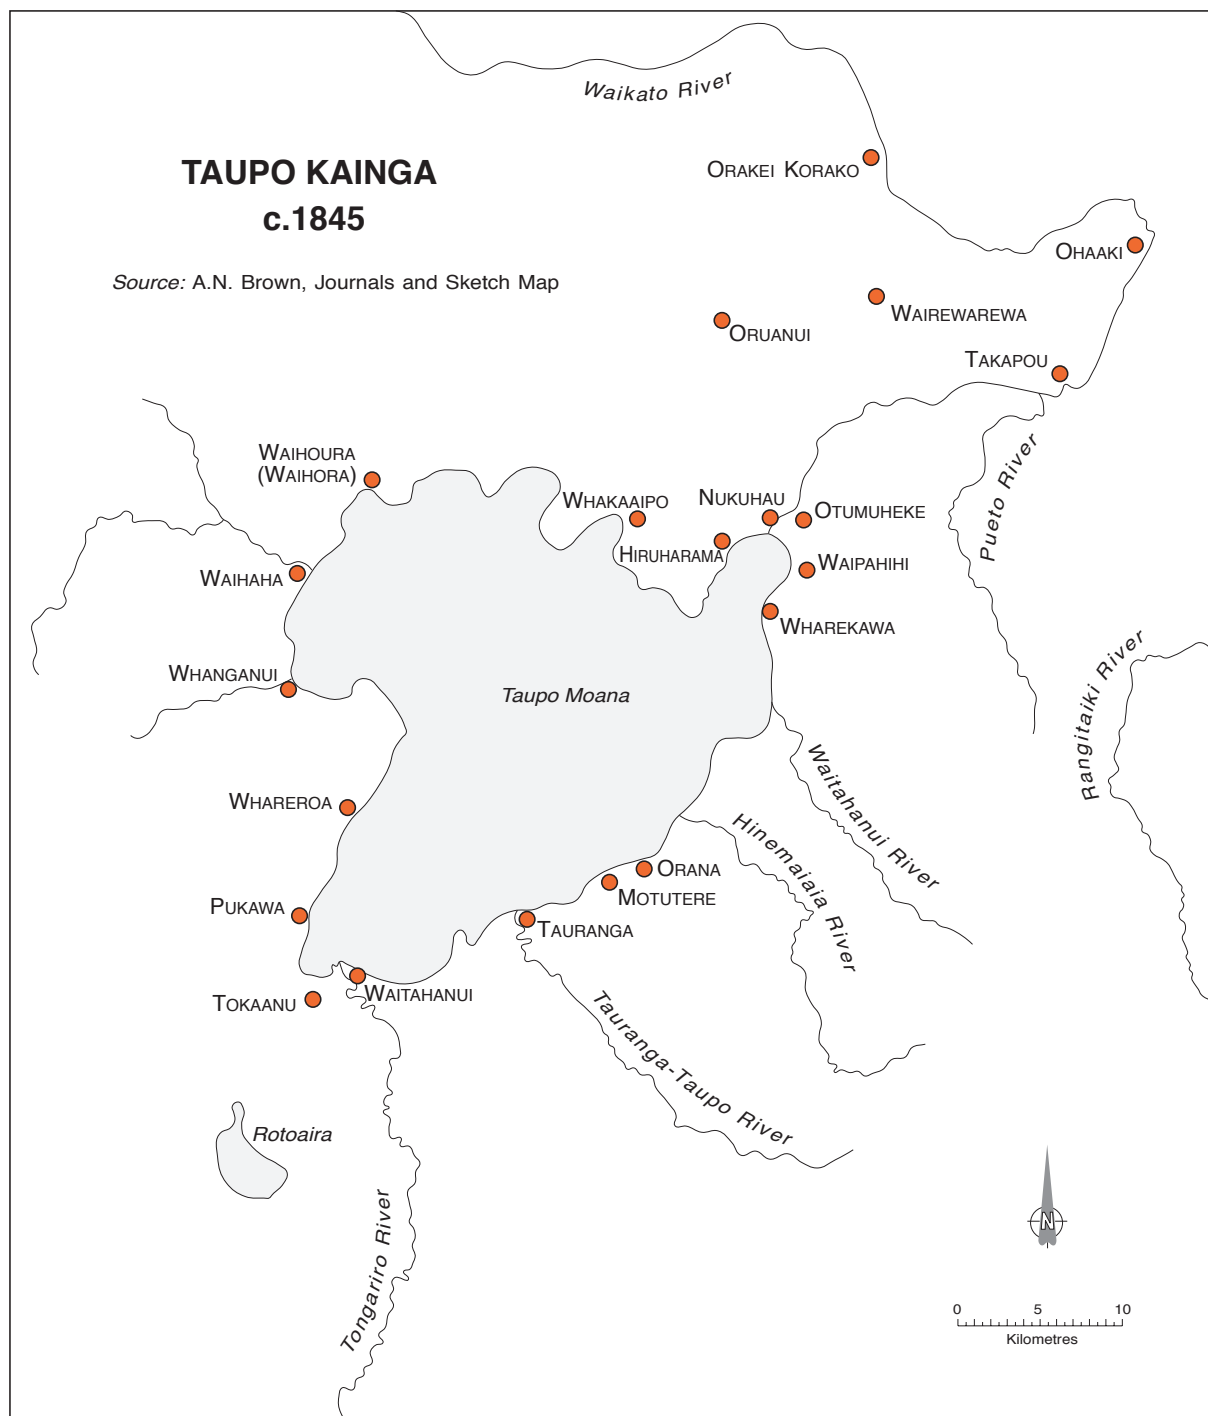 Waikato River
TAUPO KAINGA
c.1845
ORAKEI KORAKO
OHAAKI
Source: A.N. Brown, Journals and Sketch Map
WAIREWAREWA
ORUANUI
TAKAPOU
WAIHOURA
(WAIHORA)
WHAKAAIPO
NUKUHAU
OTUMUHEKE
Pueto River
HIRUHARAMA
WAIPAHIHI
WAIHAHA
WHAREKAWA
WHANGANUI
Taupo Moana
Rangitaiki River
Waitahanui River
WHAREROA
Hinemaiaia River
ORANA
MOTUTERE
PUKAWA
TAURANGA
WAITAHANUI
TOKAANU
Tauranga-Taupo River
Rotoaira
Tongariro River
N
0 5 10
Kilometres